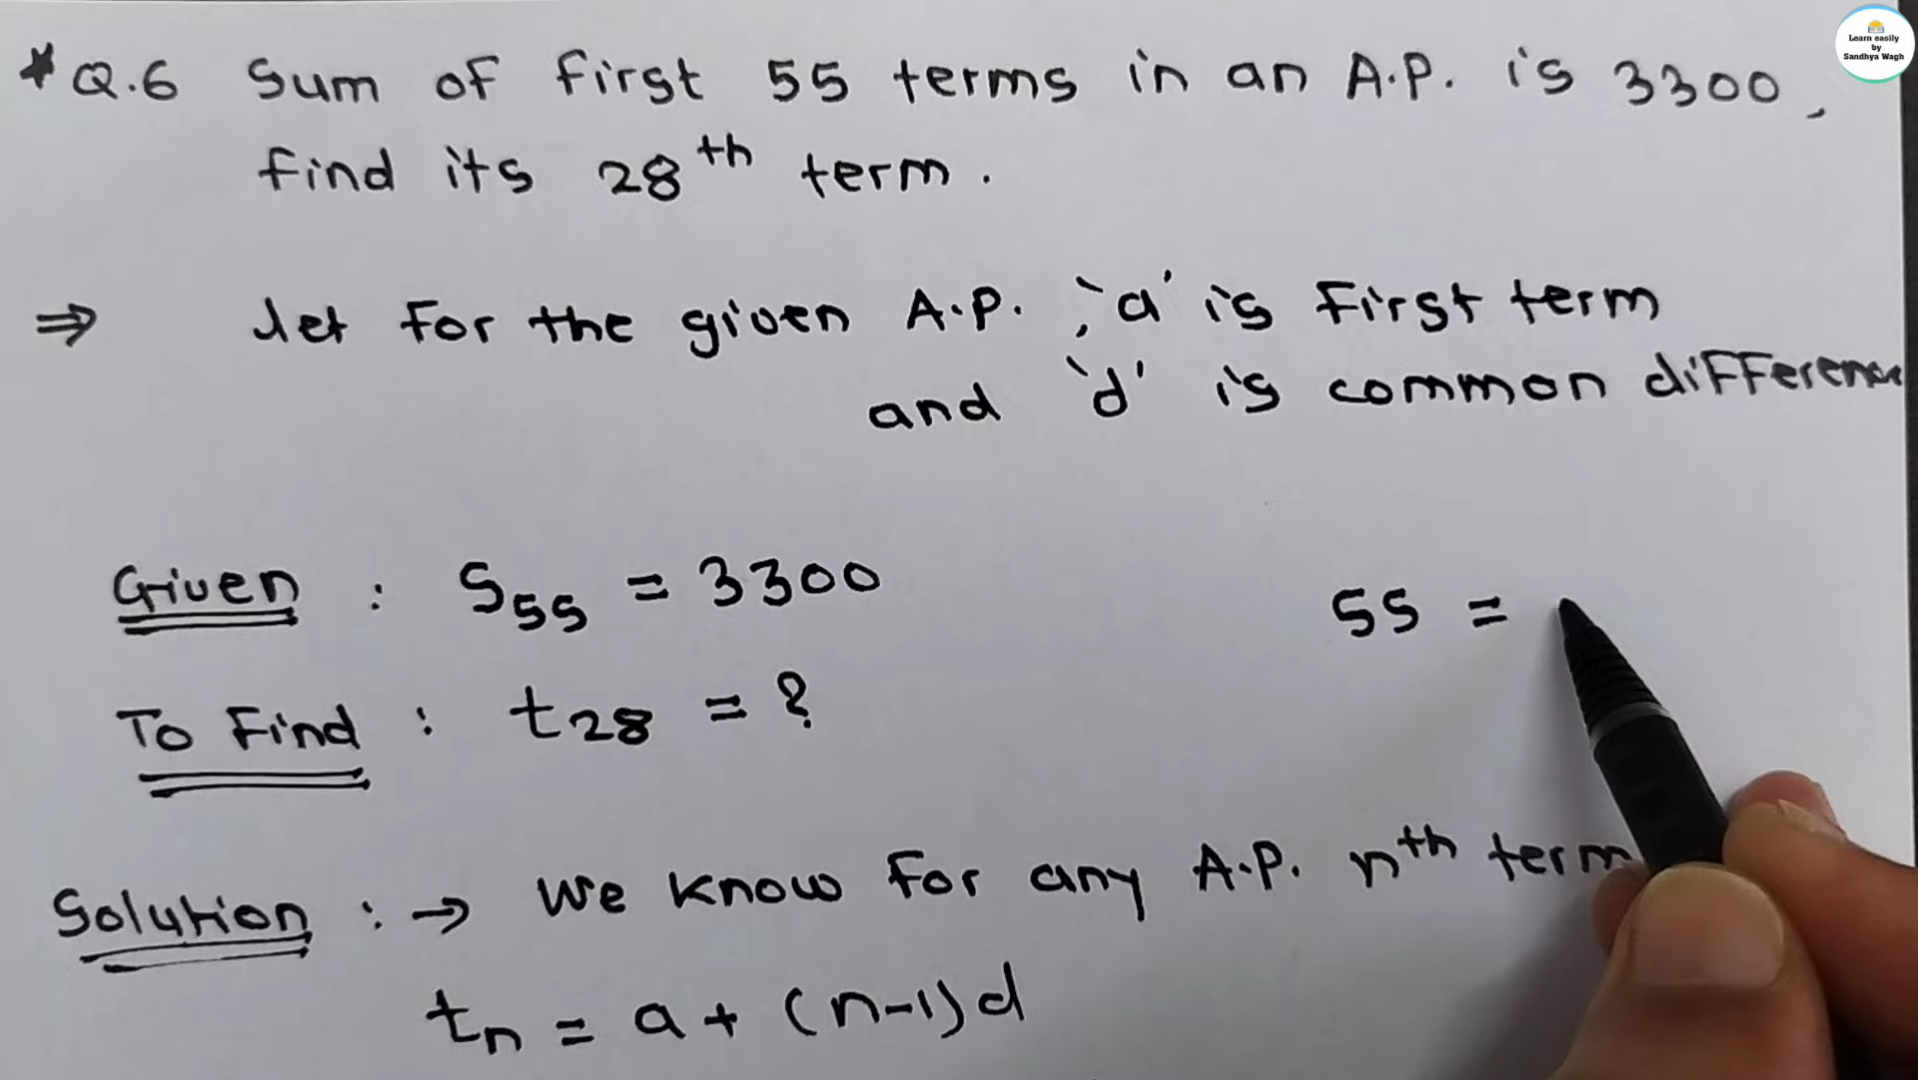 * Q.6 Sum of first 55 terms in an A.P. is 3300,
find its 28th term.
⇒ let for the given A.P. , 'a' is first term
and 'd' is common difference
Given : S55 = 3300
55 =
To Find : t28 = ?
Solution : → We know for any A.P. nth term
tn = a + (n-1)d
Learn easily
by
Sandhya Wagh